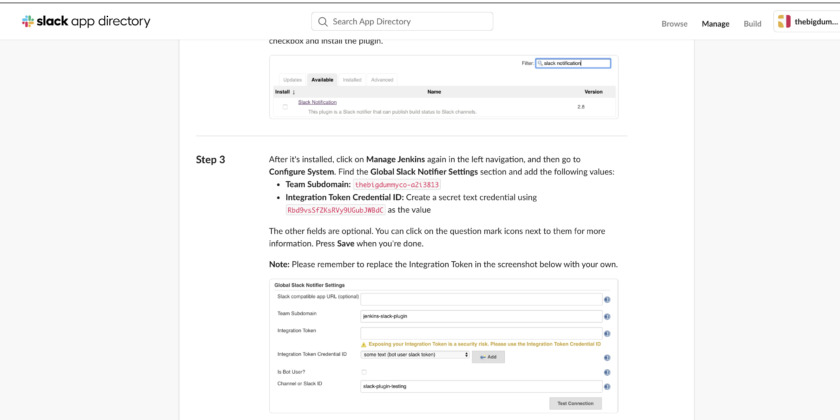 slack app directory
Search App Directory
Browse Manage Build thebigdum...
checkbox and install the plugin.
Filter: slack notification
Updates Available Installed Advanced
Install ↓ Name Version
Slack Notification
This plugin is a Slack notifier that can publish build status to Slack channels.
2.8
Step 3
After it's installed, click on Manage Jenkins again in the left navigation, and then go to
Configure System. Find the Global Slack Notifier Settings section and add the following values:
• Team Subdomain: thebigdummyco-a2i3813
• Integration Token Credential ID: Create a secret text credential using
Rbd9vsSfZKsRVy9UGubJWBdC as the value
The other fields are optional. You can click on the question mark icons next to them for more
information. Press Save when you're done.
Note: Please remember to replace the Integration Token in the screenshot below with your own.
Global Slack Notifier Settings
Slack compatible app URL (optional)
Team Subdomain jenkins-slack-plugin
Integration Token
Exposing your Integration Token is a security risk. Please use the Integration Token Credential ID
Integration Token Credential ID some text (bot user slack token) Add
Is Bot User?
Channel or Slack ID slack-plugin-testing
Test Connection